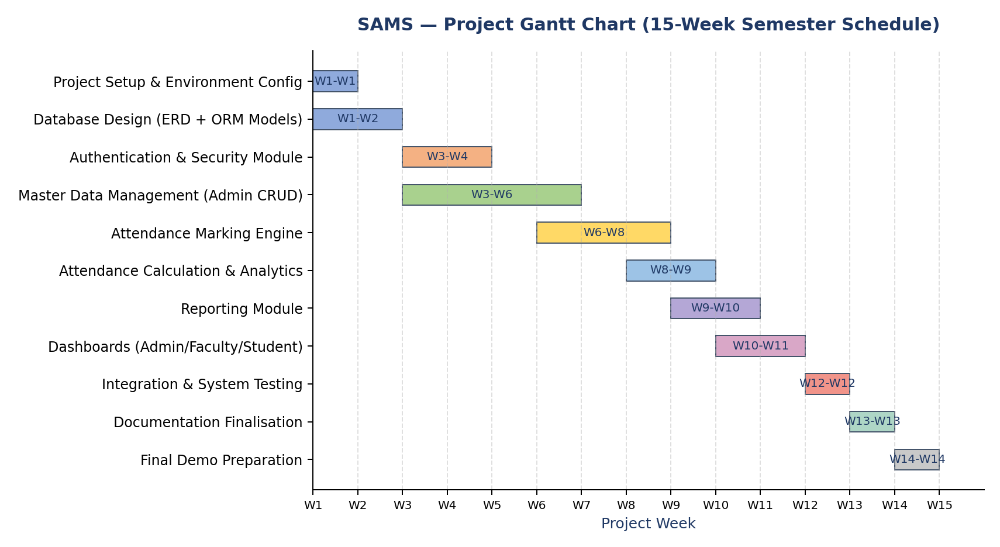 SAMS — Project Gantt Chart (15-Week Semester Schedule)
Project Setup & Environment Config W1-W1
Database Design (ERD + ORM Models) W1-W2
Authentication & Security Module W3-W4
Master Data Management (Admin CRUD) W3-W6
Attendance Marking Engine W6-W8
Attendance Calculation & Analytics W8-W9
Reporting Module W9-W10
Dashboards (Admin/Faculty/Student) W10-W11
Integration & System Testing W12-W12
Documentation Finalisation W13-W13
Final Demo Preparation W14-W14
W1 W2 W3 W4 W5 W6 W7 W8 W9 W10 W11 W12 W13 W14 W15
Project Week